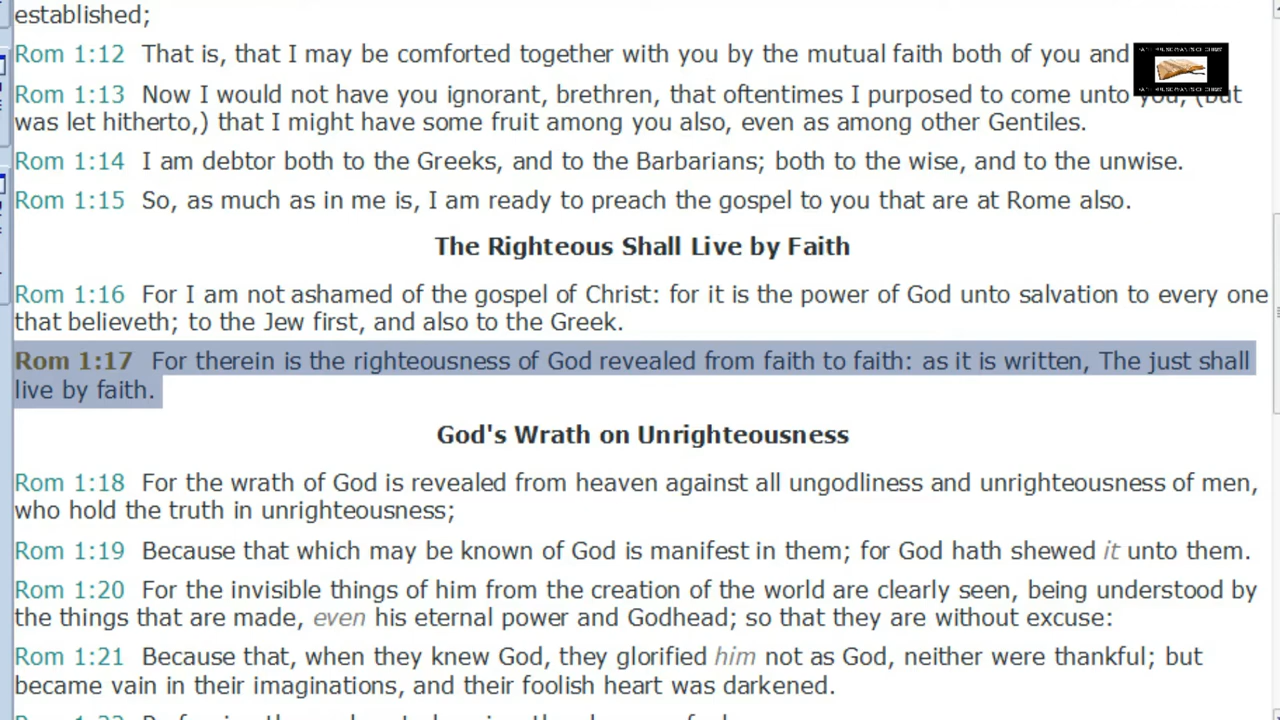 established;
Rom 1:12 That is, that I may be comforted together with you by the mutual faith both of you and
Rom 1:13 Now I would not have you ignorant, brethren, that oftentimes I purposed to come unto you, (but
was let hitherto,) that I might have some fruit among you also, even as among other Gentiles.
Rom 1:14 I am debtor both to the Greeks, and to the Barbarians; both to the wise, and to the unwise.
Rom 1:15 So, as much as in me is, I am ready to preach the gospel to you that are at Rome also.
The Righteous Shall Live by Faith
Rom 1:16 For I am not ashamed of the gospel of Christ: for it is the power of God unto salvation to every one
that believeth; to the Jew first, and also to the Greek.
Rom 1:17 For therein is the righteousness of God revealed from faith to faith: as it is written, The just shall
live by faith.
God's Wrath on Unrighteousness
Rom 1:18 For the wrath of God is revealed from heaven against all ungodliness and unrighteousness of men,
who hold the truth in unrighteousness;
Rom 1:19 Because that which may be known of God is manifest in them; for God hath shewed it unto them.
Rom 1:20 For the invisible things of him from the creation of the world are clearly seen, being understood by
the things that are made, even his eternal power and Godhead; so that they are without excuse:
Rom 1:21 Because that, when they knew God, they glorified him not as God, neither were thankful; but
became vain in their imaginations, and their foolish heart was darkened.